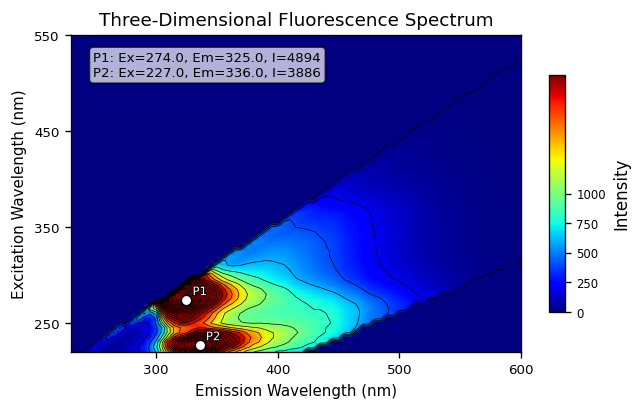 Three-Dimensional Fluorescence Spectrum
P1: Ex=274.0, Em=325.0, I=4894
P2: Ex=227.0, Em=336.0, I=3886
550
450
350
250
Excitation Wavelength (nm)
P1
P2
300
400
500
600
Emission Wavelength (nm)
1000
750
500
250
0
Intensity